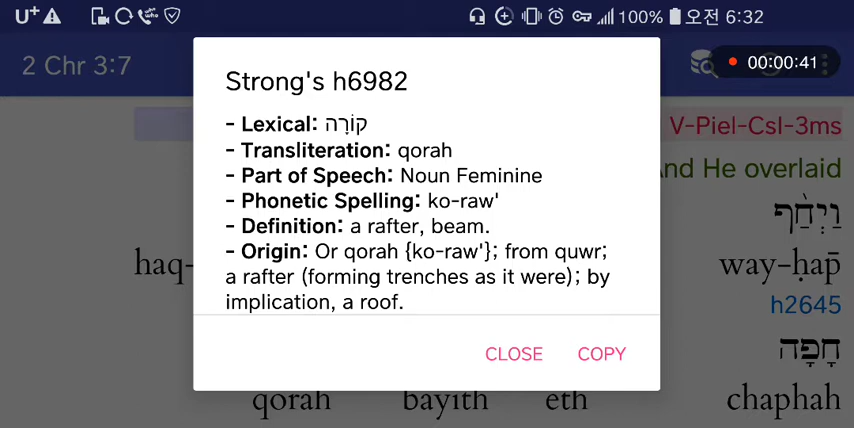 U+ 100% 오전 6:32
2 Chr 3:7 00:00:41
Strong's h6982
- Lexical: קוֹרָה
- Transliteration: qorah
- Part of Speech: Noun Feminine
- Phonetic Spelling: ko-raw'
- Definition: a rafter, beam.
- Origin: Or qorah {ko-raw'}; from quwr;
a rafter (forming trenches as it were); by
implication, a roof.
CLOSE COPY
V-Piel-CsI-3ms
And He overlaid
וַיְחַ֨ף
haq- way-ḥap̄
h2645
חָפָה
qorah bayith eth chaphah